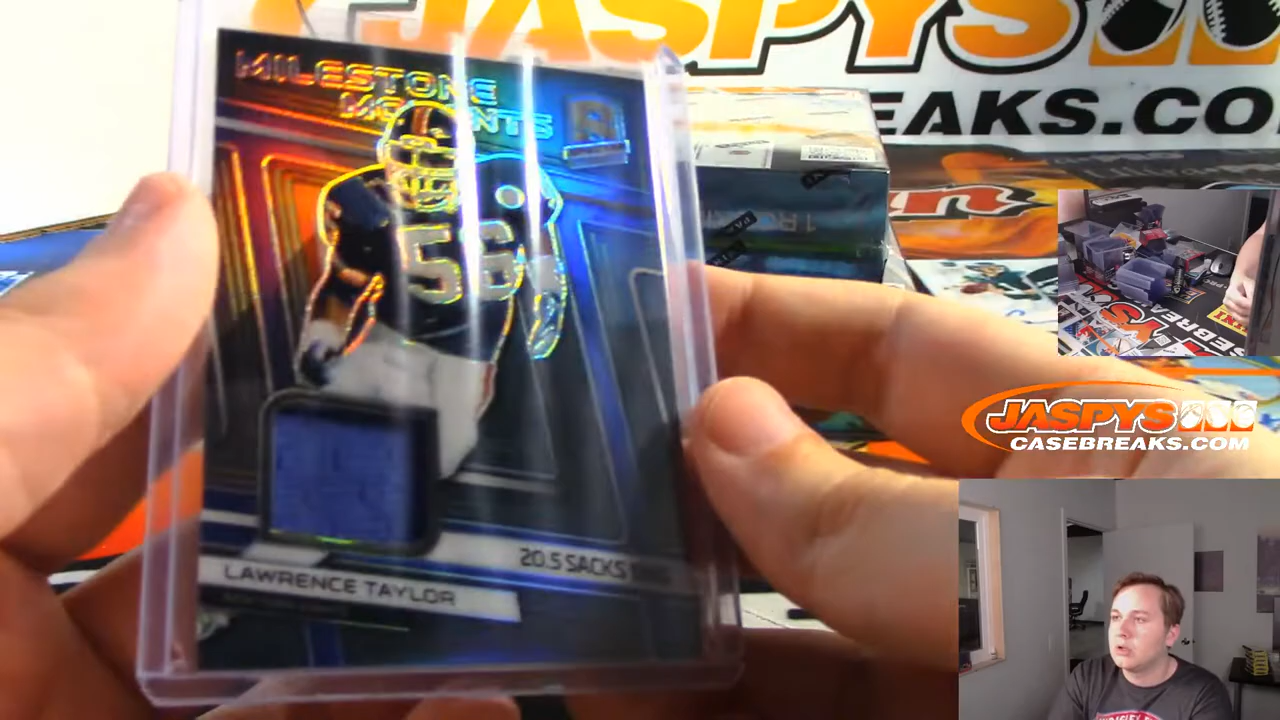 JASPYS
MILESTONE
MOMENTS
EAKS.CO
56
20.5 SACKS
LAWRENCE TAYLOR
JASPYS
CASEBREAKS.COM